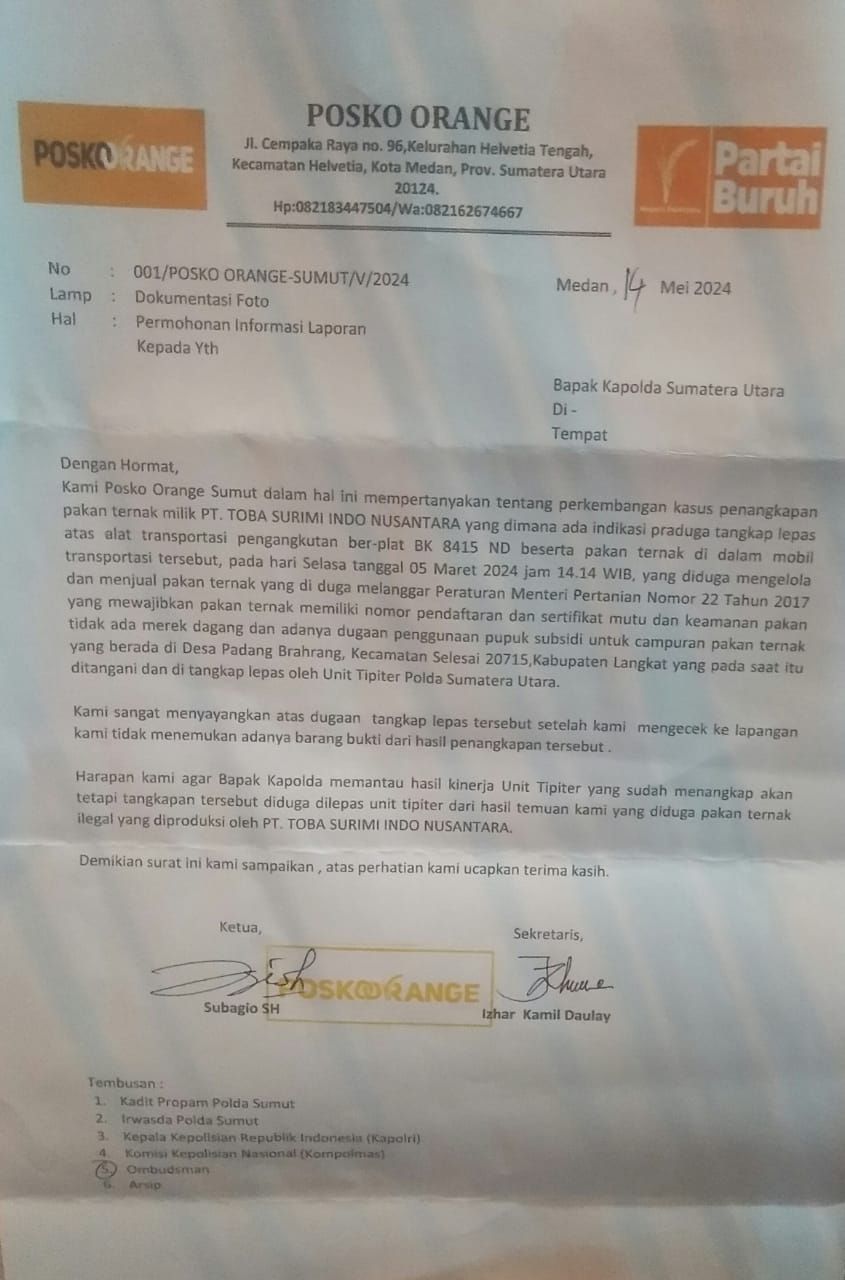 POSKO ORANGE
POSKO ORANGE
Jl. Cempaka Raya no. 96,Kelurahan Helvetia Tengah,
Kecamatan Helvetia, Kota Medan, Prov. Sumatera Utara
20124.
Hp:082183447504/Wa:082162674667
Partai
Buruh
No : 001/POSKO ORANGE-SUMUT/V/2024
Medan , 14 Mei 2024
Lamp : Dokumentasi Foto
Hal : Permohonan Informasi Laporan
Kepada Yth
Bapak Kapolda Sumatera Utara
Di -
Tempat
Dengan Hormat,
Kami Posko Orange Sumut dalam hal ini mempertanyakan tentang perkembangan kasus penangkapan
pakan ternak milik PT. TOBA SURIMI INDO NUSANTARA yang dimana ada indikasi praduga tangkap lepas
atas alat transportasi pengangkutan ber-plat BK 8415 ND beserta pakan ternak di dalam mobil
transportasi tersebut, pada hari Selasa tanggal 05 Maret 2024 jam 14.14 WIB, yang diduga mengelola
dan menjual pakan ternak yang di duga melanggar Peraturan Menteri Pertanian Nomor 22 Tahun 2017
yang mewajibkan pakan ternak memiliki nomor pendaftaran dan sertifikat mutu dan keamanan pakan
tidak ada merek dagang dan adanya dugaan penggunaan pupuk subsidi untuk campuran pakan ternak
yang berada di Desa Padang Brahrang, Kecamatan Selesai 20715,Kabupaten Langkat yang pada saat itu
ditangani dan di tangkap lepas oleh Unit Tipiter Polda Sumatera Utara.
Kami sangat menyayangkan atas dugaan tangkap lepas tersebut setelah kami mengecek ke lapangan
kami tidak menemukan adanya barang bukti dari hasil penangkapan tersebut .
Harapan kami agar Bapak Kapolda memantau hasil kinerja Unit Tipiter yang sudah menangkap akan
tetapi tangkapan tersebut diduga dilepas unit tipiter dari hasil temuan kami yang diduga pakan ternak
ilegal yang diproduksi oleh PT. TOBA SURIMI INDO NUSANTARA.
Demikian surat ini kami sampaikan , atas perhatian kami ucapkan terima kasih.
Ketua,
Sekretaris,
POSKO ORANGE
Subagio SH
Izhar Kamil Daulay
Tembusan :
1. Kadit Propam Polda Sumut
2. Irwasda Polda Sumut
3. Kepala Kepolisian Republik Indonesia (Kapolri)
4. Komisi Kepolisian Nasional (Kompolmas)
5. Ombudsman
6. Arsip